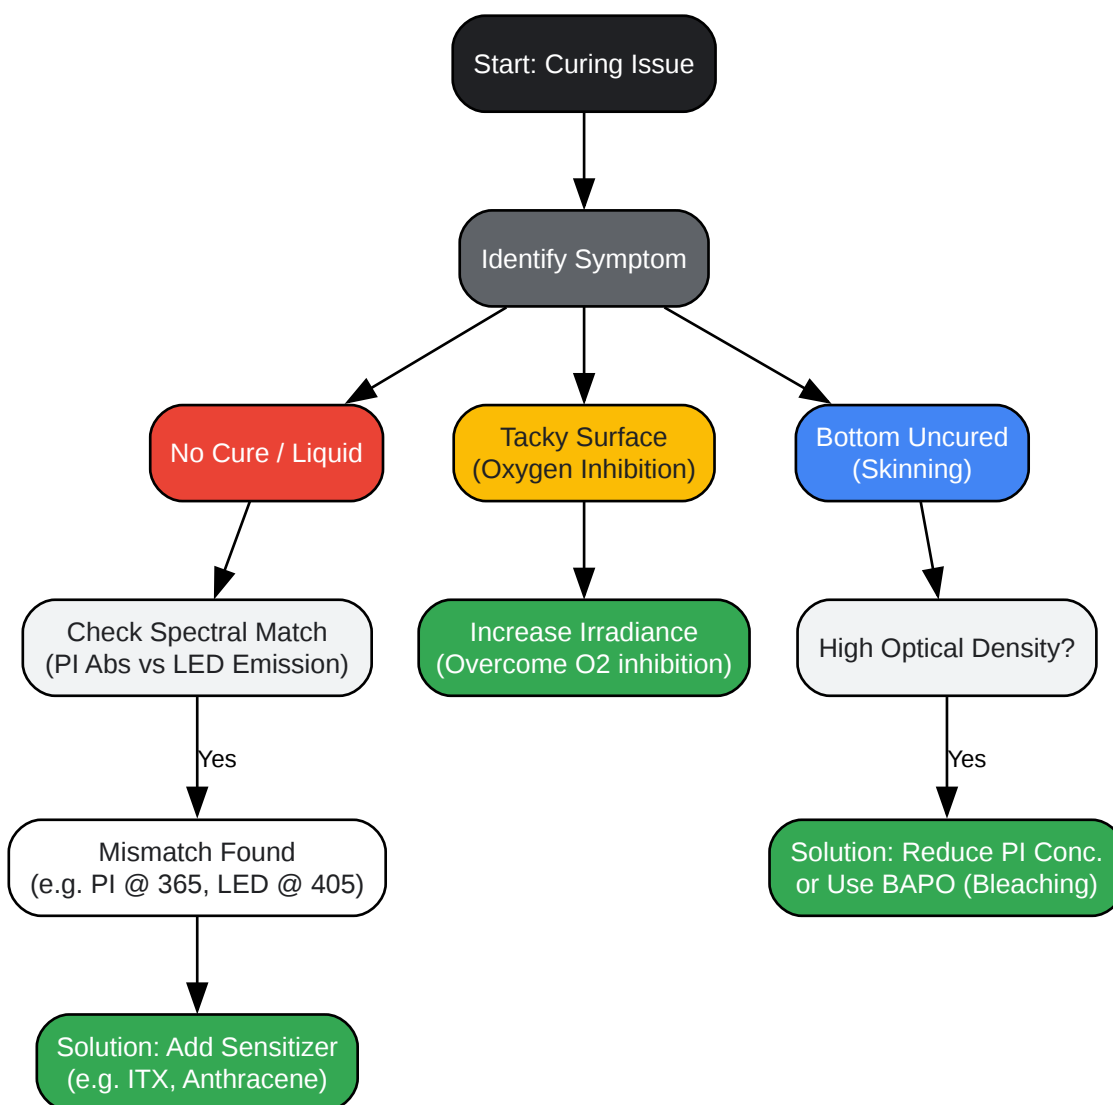 Start: Curing Issue
Identify Symptom
No Cure / Liquid
Tacky Surface
(Oxygen Inhibition)
Bottom Uncured
(Skinning)
Check Spectral Match
(PI Abs vs LED Emission)
Increase Irradiance
(Overcome O2 inhibition)
High Optical Density?
Yes
Yes
Mismatch Found
(e.g. PI @ 365, LED @ 405)
Solution: Reduce PI Conc.
or Use BAPO (Bleaching)
Solution: Add Sensitizer
(e.g. ITX, Anthracene)